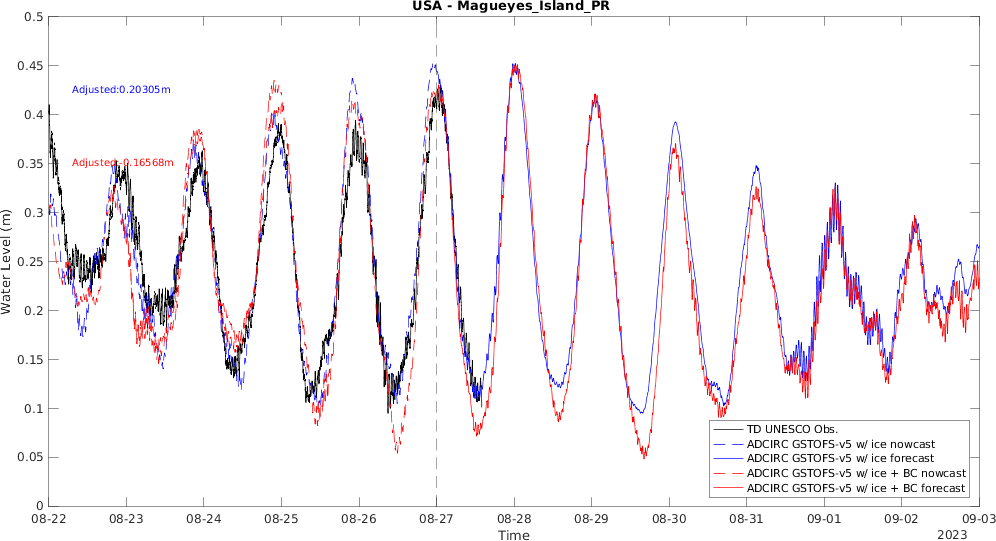 USA - Magueyes_Island_PR
0.5
0.45
0.4
0.35
0.3
0.25
0.2
0.15
0.1
0.05
0
Water Level (m)
Adjusted:0.20305m
Adjusted:-0.16568m
TD UNESCO Obs.
ADCIRC GSTOFS-v5 w/ ice nowcast
ADCIRC GSTOFS-v5 w/ ice forecast
ADCIRC GSTOFS-v5 w/ ice + BC nowcast
ADCIRC GSTOFS-v5 w/ ice + BC forecast
08-22 08-23 08-24 08-25 08-26 08-27 08-28 08-29 08-30 08-31 09-01 09-02 09-03
Time
2023